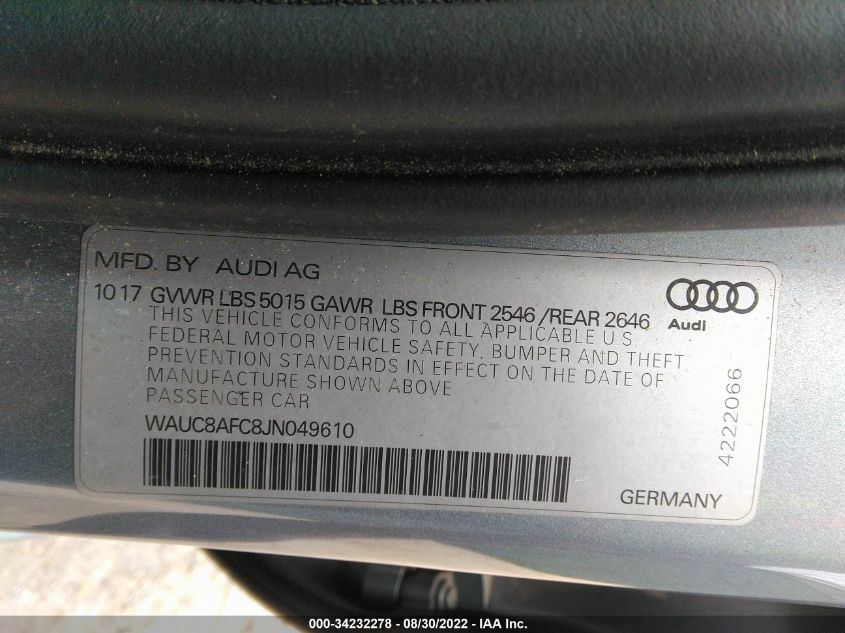 MFD. BY AUDI AG
1017 GVWR LBS 5015 GAWR LBS FRONT 2546 /REAR 2646
THIS VEHICLE CONFORMS TO ALL APPLICABLE U.S.
FEDERAL MOTOR VEHICLE SAFETY, BUMPER AND THEFT
PREVENTION STANDARDS IN EFFECT ON THE DATE OF
MANUFACTURE SHOWN ABOVE
PASSENGER CAR
WAUC8AFC8JN049610
GERMANY
Audi
4222066
000-34232278 - 08/30/2022 - IAA Inc.